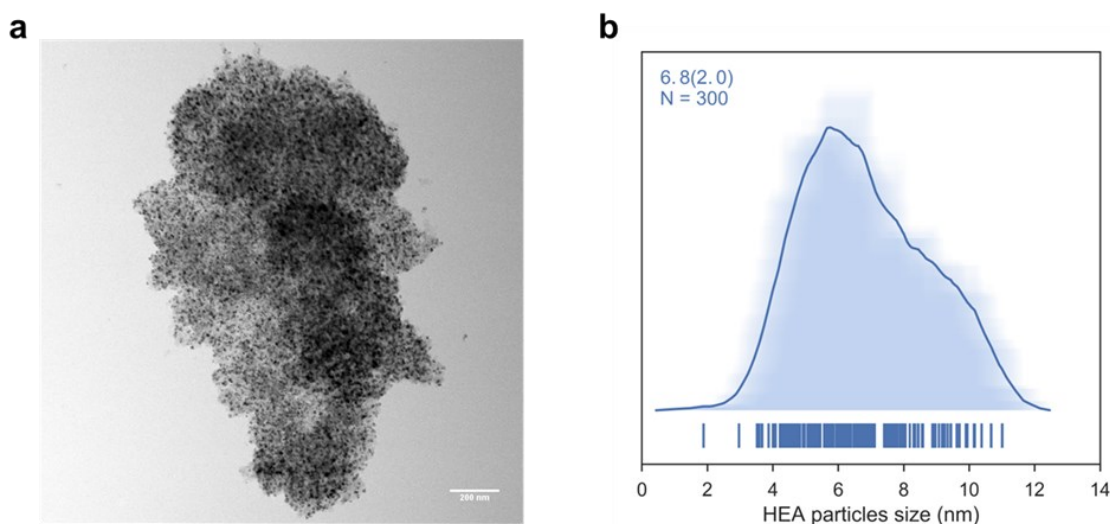 a
b
200 nm
6.8(2.0)
N = 300
0 2 4 6 8 10 12 14
HEA particles size (nm)